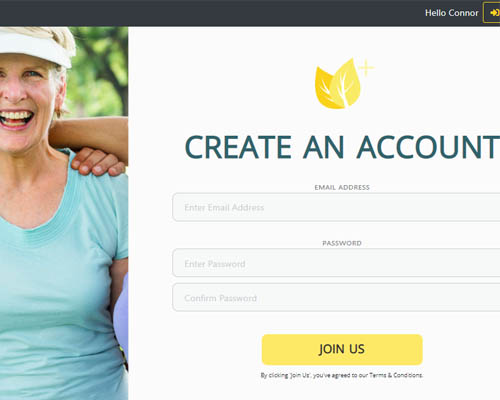 Hello Connor
CREATE AN ACCOUNT
EMAIL ADDRESS
Enter Email Address
PASSWORD
Enter Password
Confirm Password
JOIN US
By clicking 'Join Us', you've agreed to our Terms & Conditions.